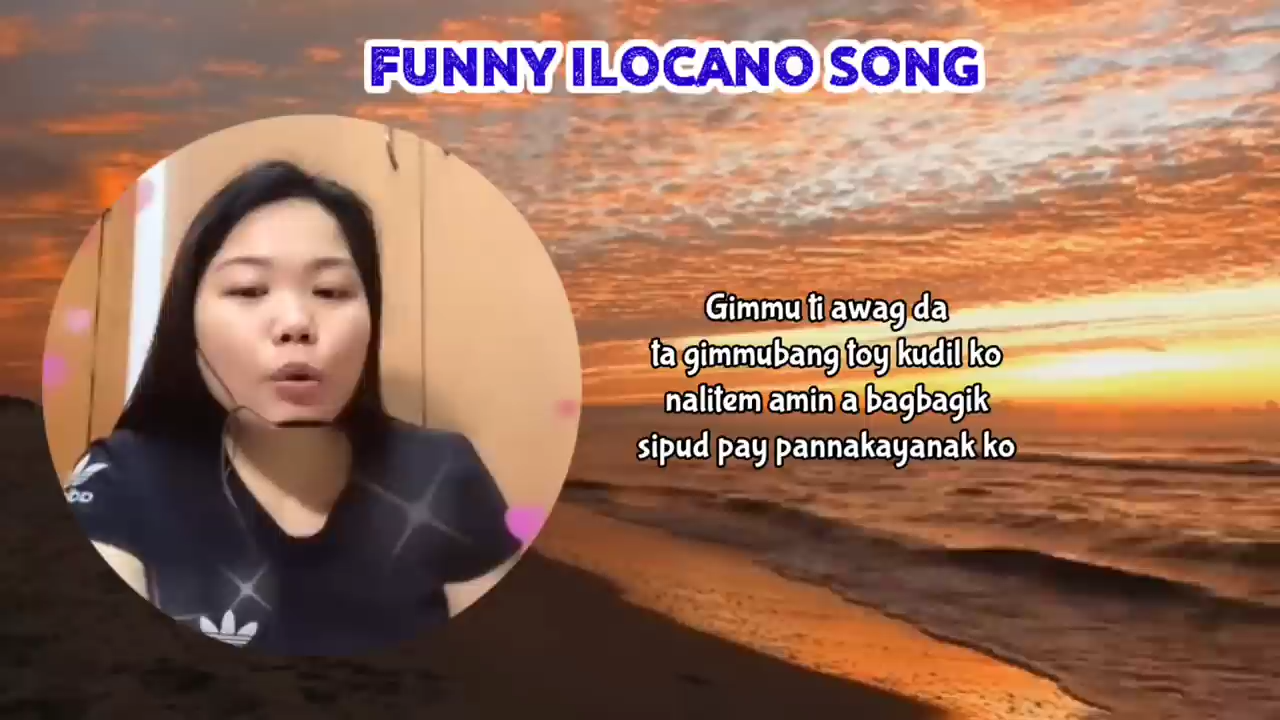 FUNNY ILOCANO SONG
Gimmu ti awag da
ta gimmubang toy kudil ko
nalitem amin a bagbagik
sipud pay pannakayanak ko